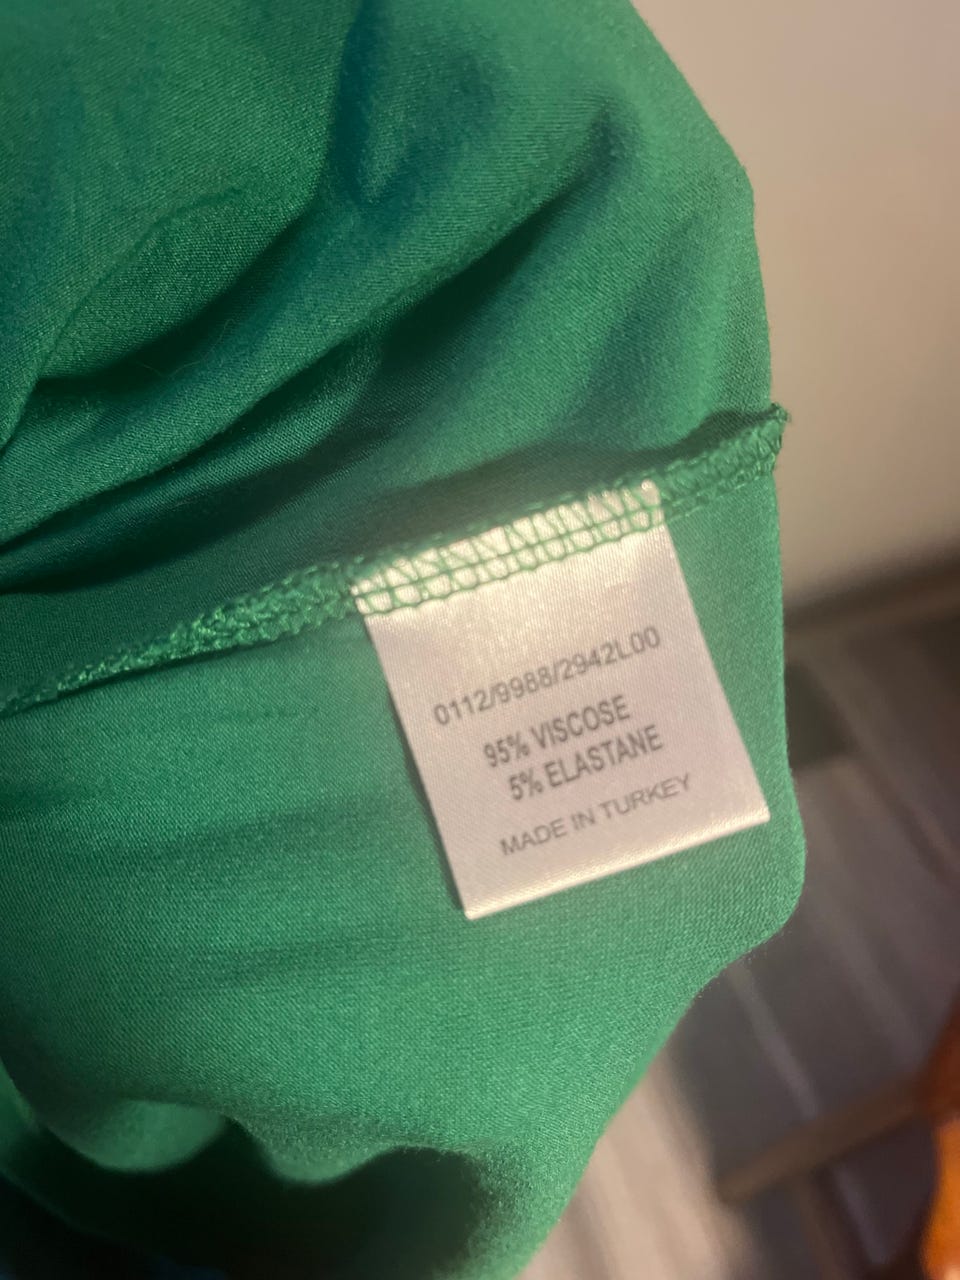 0112/9988/2942L00
95% VISCOSE
5% ELASTANE
MADE IN TURKEY